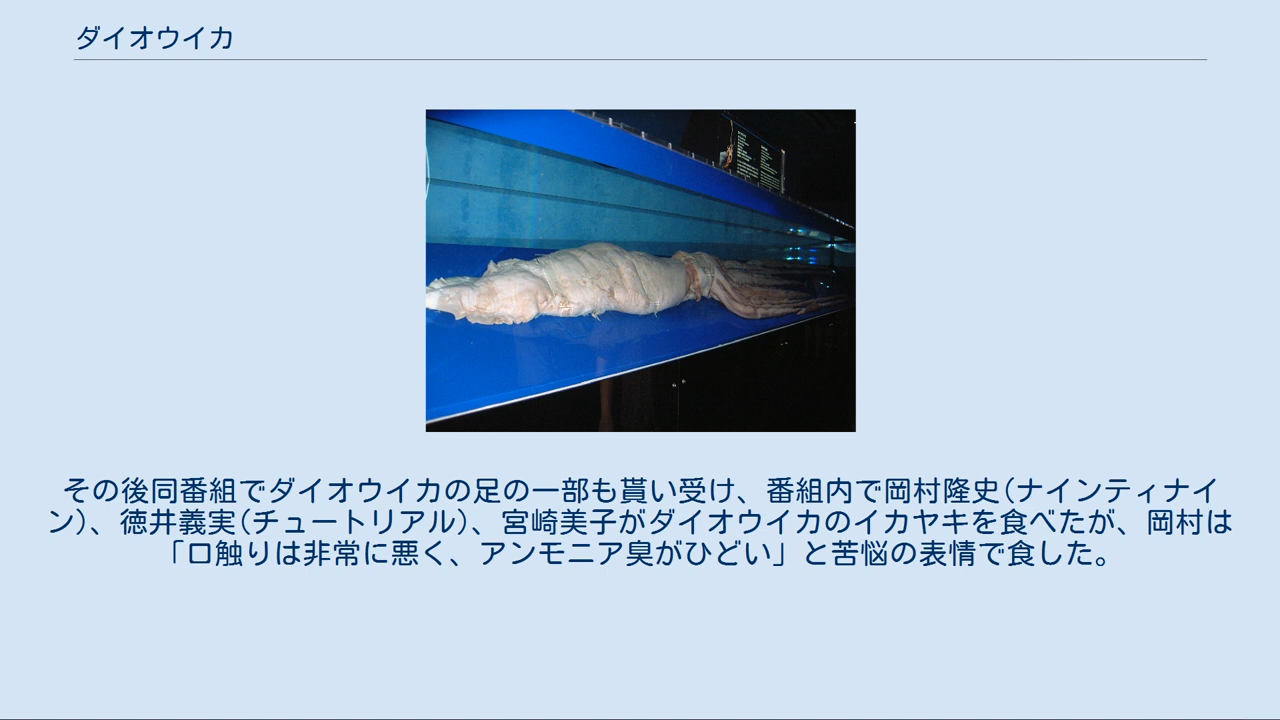 ダイオウイカ
その後同番組でダイオウイカの足の一部も貰い受け、番組内で岡村隆史(ナインティナイ
ン)、徳井義実(チュートリアル)、宮崎美子がダイオウイカのイカヤキを食べたが、岡村は
「口触りは非常に悪く、アンモニア臭がひどい」と苦悩の表情で食した。